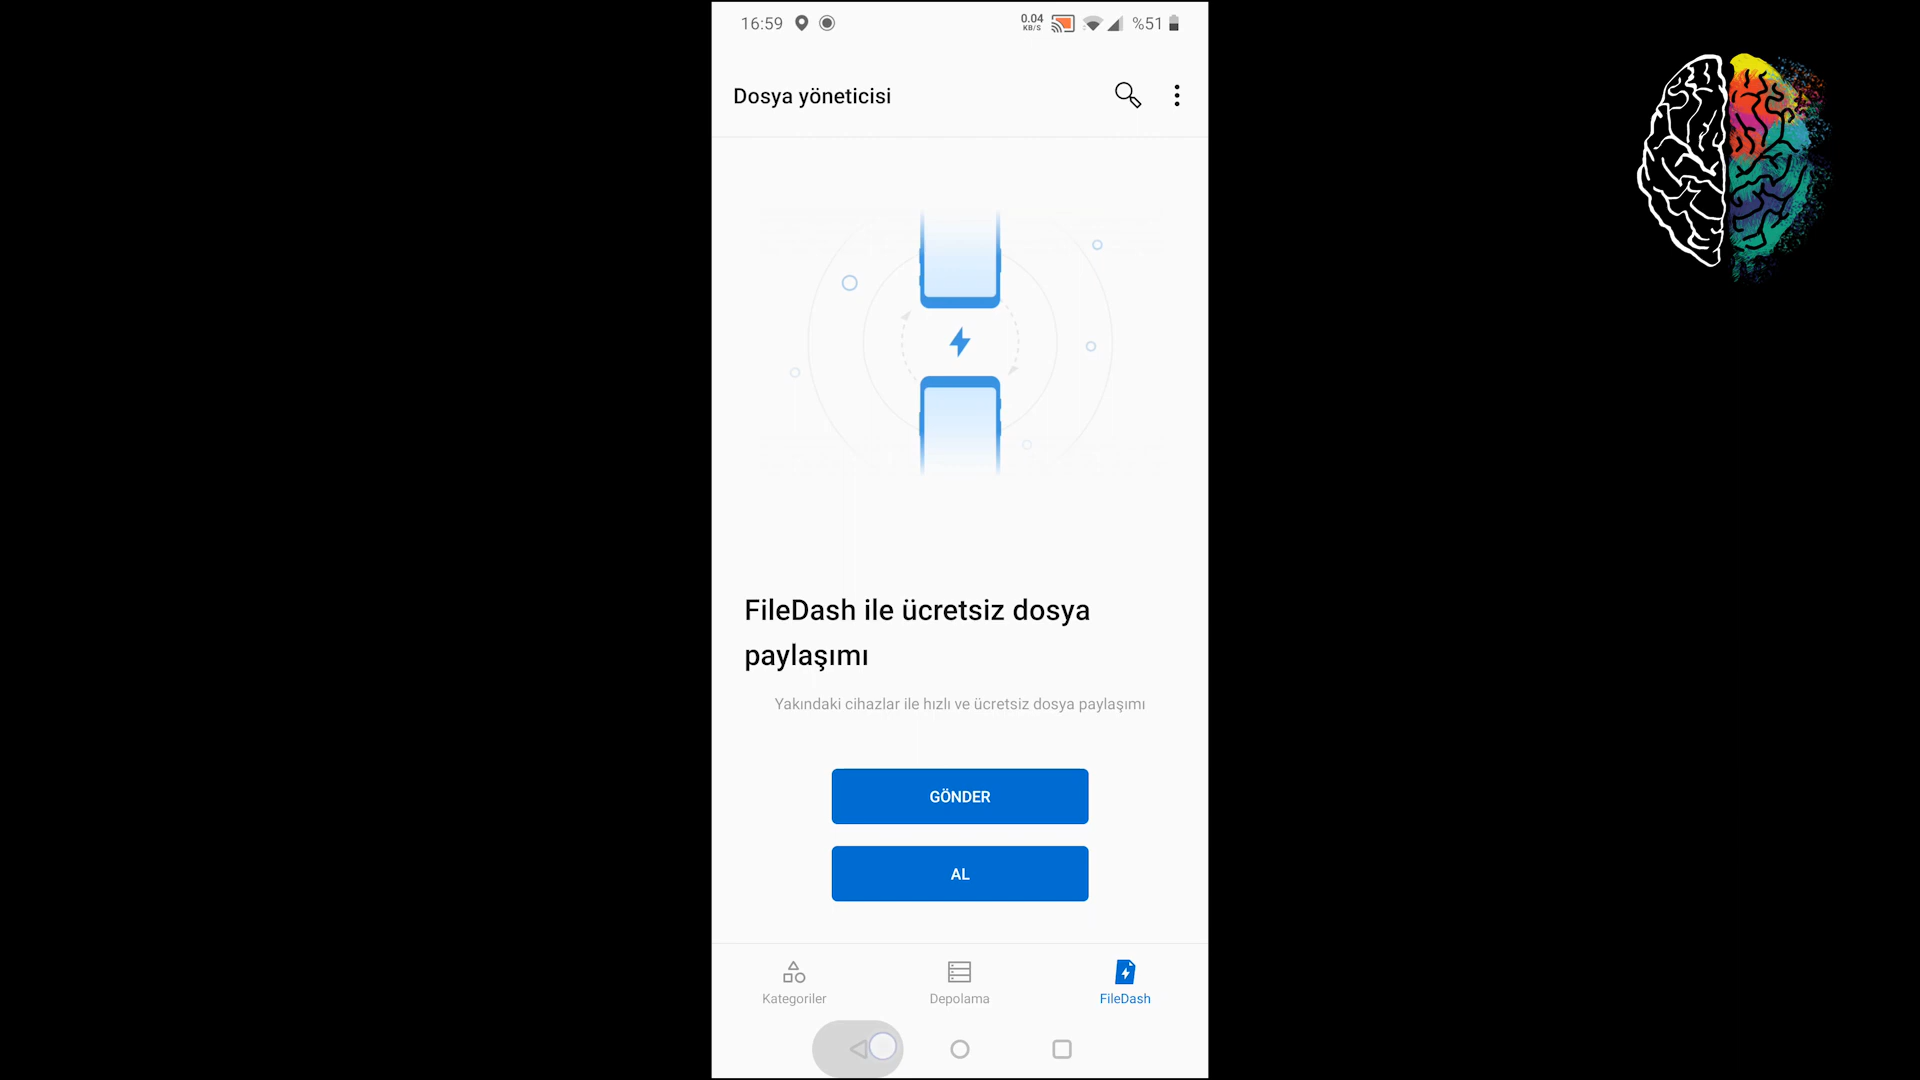 16:59
0.04
KB/S
%51
Dosya yöneticisi
FileDash ile ücretsiz dosya
paylaşımı
Yakındaki cihazlar ile hızlı ve ücretsiz dosya paylaşımı
GÖNDER
AL
Kategoriler
Depolama
FileDash